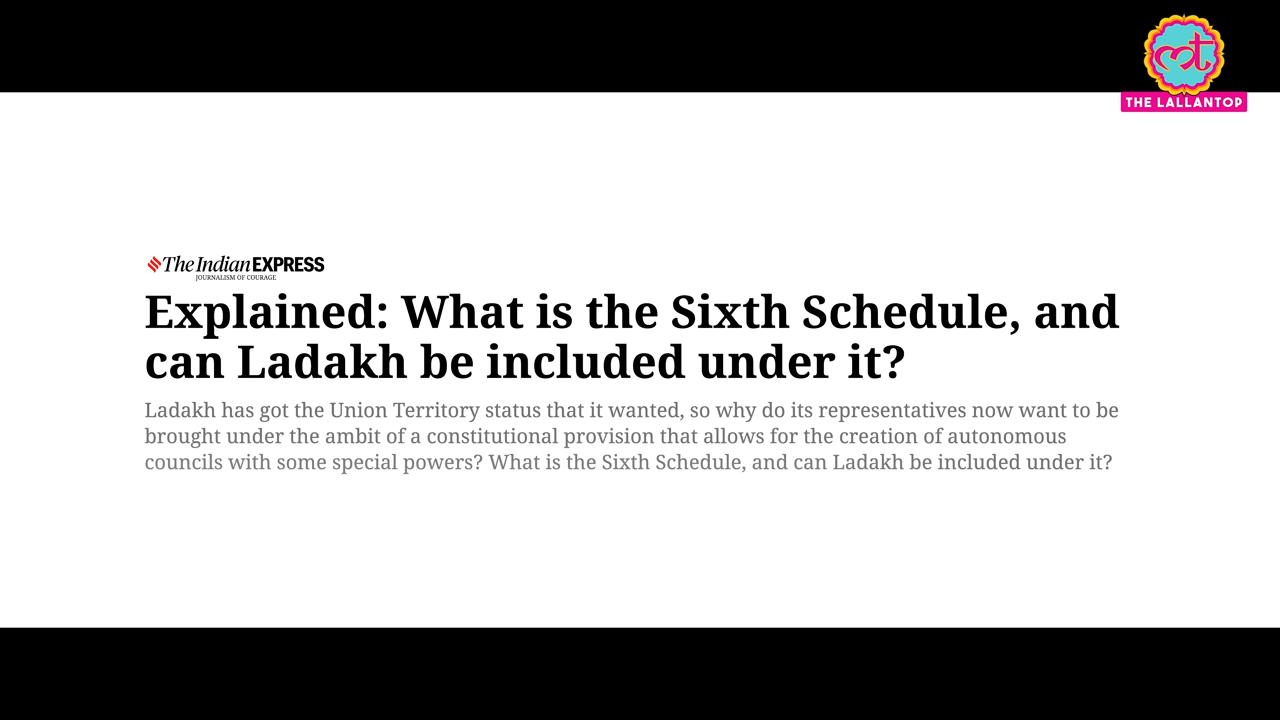 THE LALLANTOP
The Indian EXPRESS
JOURNALISM OF COURAGE
Explained: What is the Sixth Schedule, and
can Ladakh be included under it?
Ladakh has got the Union Territory status that it wanted, so why do its representatives now want to be
brought under the ambit of a constitutional provision that allows for the creation of autonomous
councils with some special powers? What is the Sixth Schedule, and can Ladakh be included under it?